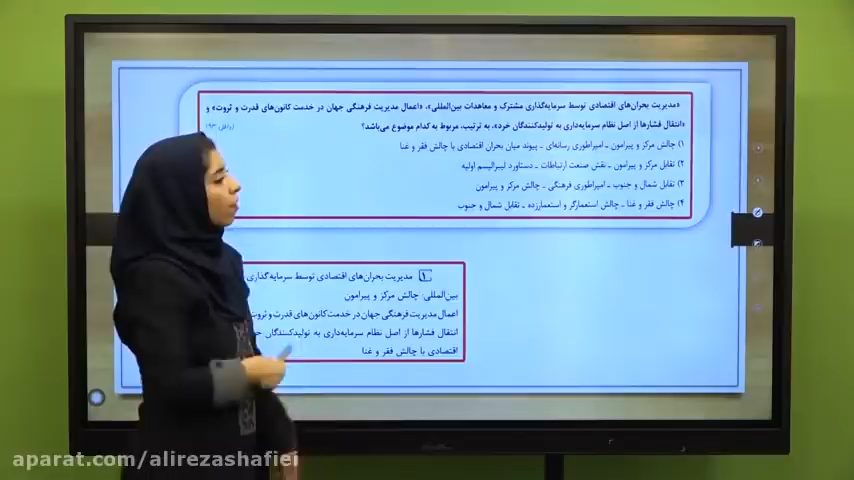 «مدیریت بحران‌های اقتصادی توسط سرمایه‌گذاری مشترک و معاهدات بین‌المللی»، «اعمال مدیریت فرهنگی جهان در خدمت کانون‌های قدرت و ثروت» و
«انتقال فشارها از اصل نظام سرمایه‌داری به تولیدکنندگان خرد»، به ترتیب، مربوط به کدام موضوع می‌باشد؟
۱) چالش مرکز و پیرامون ـ امپراطوری رسانه‌ای ـ پیوند میان بحران اقتصادی با چالش فقر و غنا
۲) تقابل مرکز و پیرامون ـ نقش صنعت ارتباطات ـ دستاورد لیبرالیسم اولیه
۳) تقابل شمال و جنوب ـ امپراطوری فرهنگی ـ چالش مرکز و پیرامون
۴) چالش فقر و غنا ـ چالش استعمارگر و استعمارزده ـ تقابل شمال و جنوب
۱ مدیریت بحران‌های اقتصادی توسط سرمایه‌گذاری
بین‌المللی: چالش مرکز و پیرامون
اعمال مدیریت فرهنگی جهان در خدمت کانون‌های قدرت و ثروت
انتقال فشارها از اصل نظام سرمایه‌داری به تولیدکنندگان
اقتصادی با چالش فقر و غنا
aparat.com/alirezashafiei